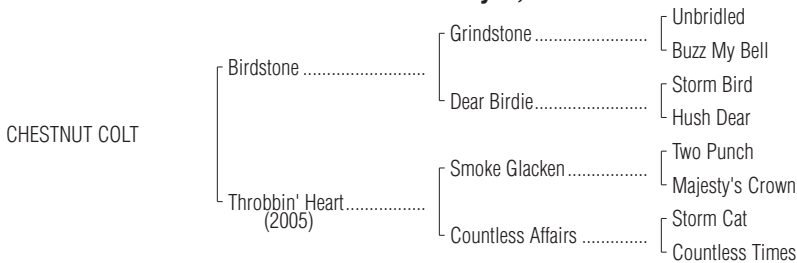 Unbridled
Grindstone
Buzz My Bell
Birdstone
Storm Bird
Dear Birdie
Hush Dear
CHESTNUT COLT
Two Punch
Smoke Glacken
Majesty's Crown
Throbbin' Heart
(2005)
Storm Cat
Countless Affairs
Countless Times